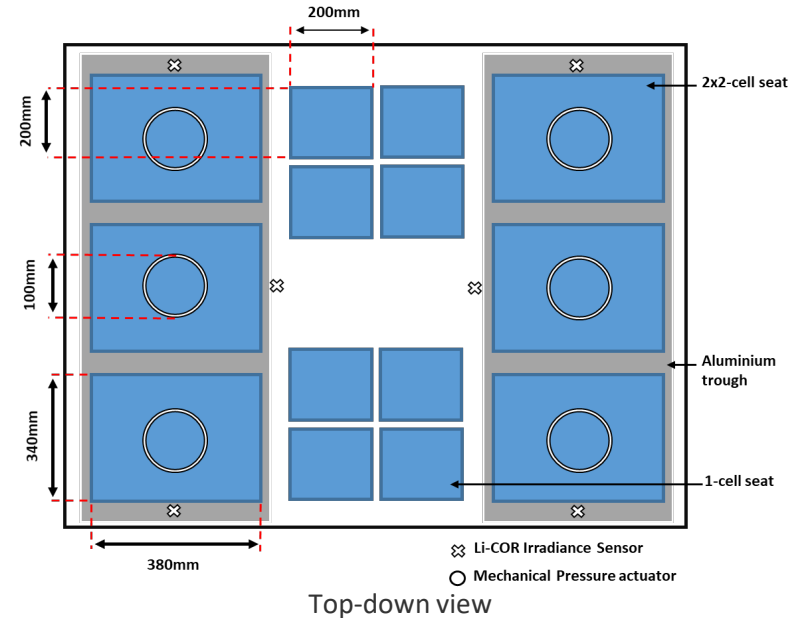 200mm
200mm
2x2-cell seat
100mm
Aluminium
trough
340mm
1-cell seat
380mm
Li-COR Irradiance Sensor
Mechanical Pressure actuator
Top-down view